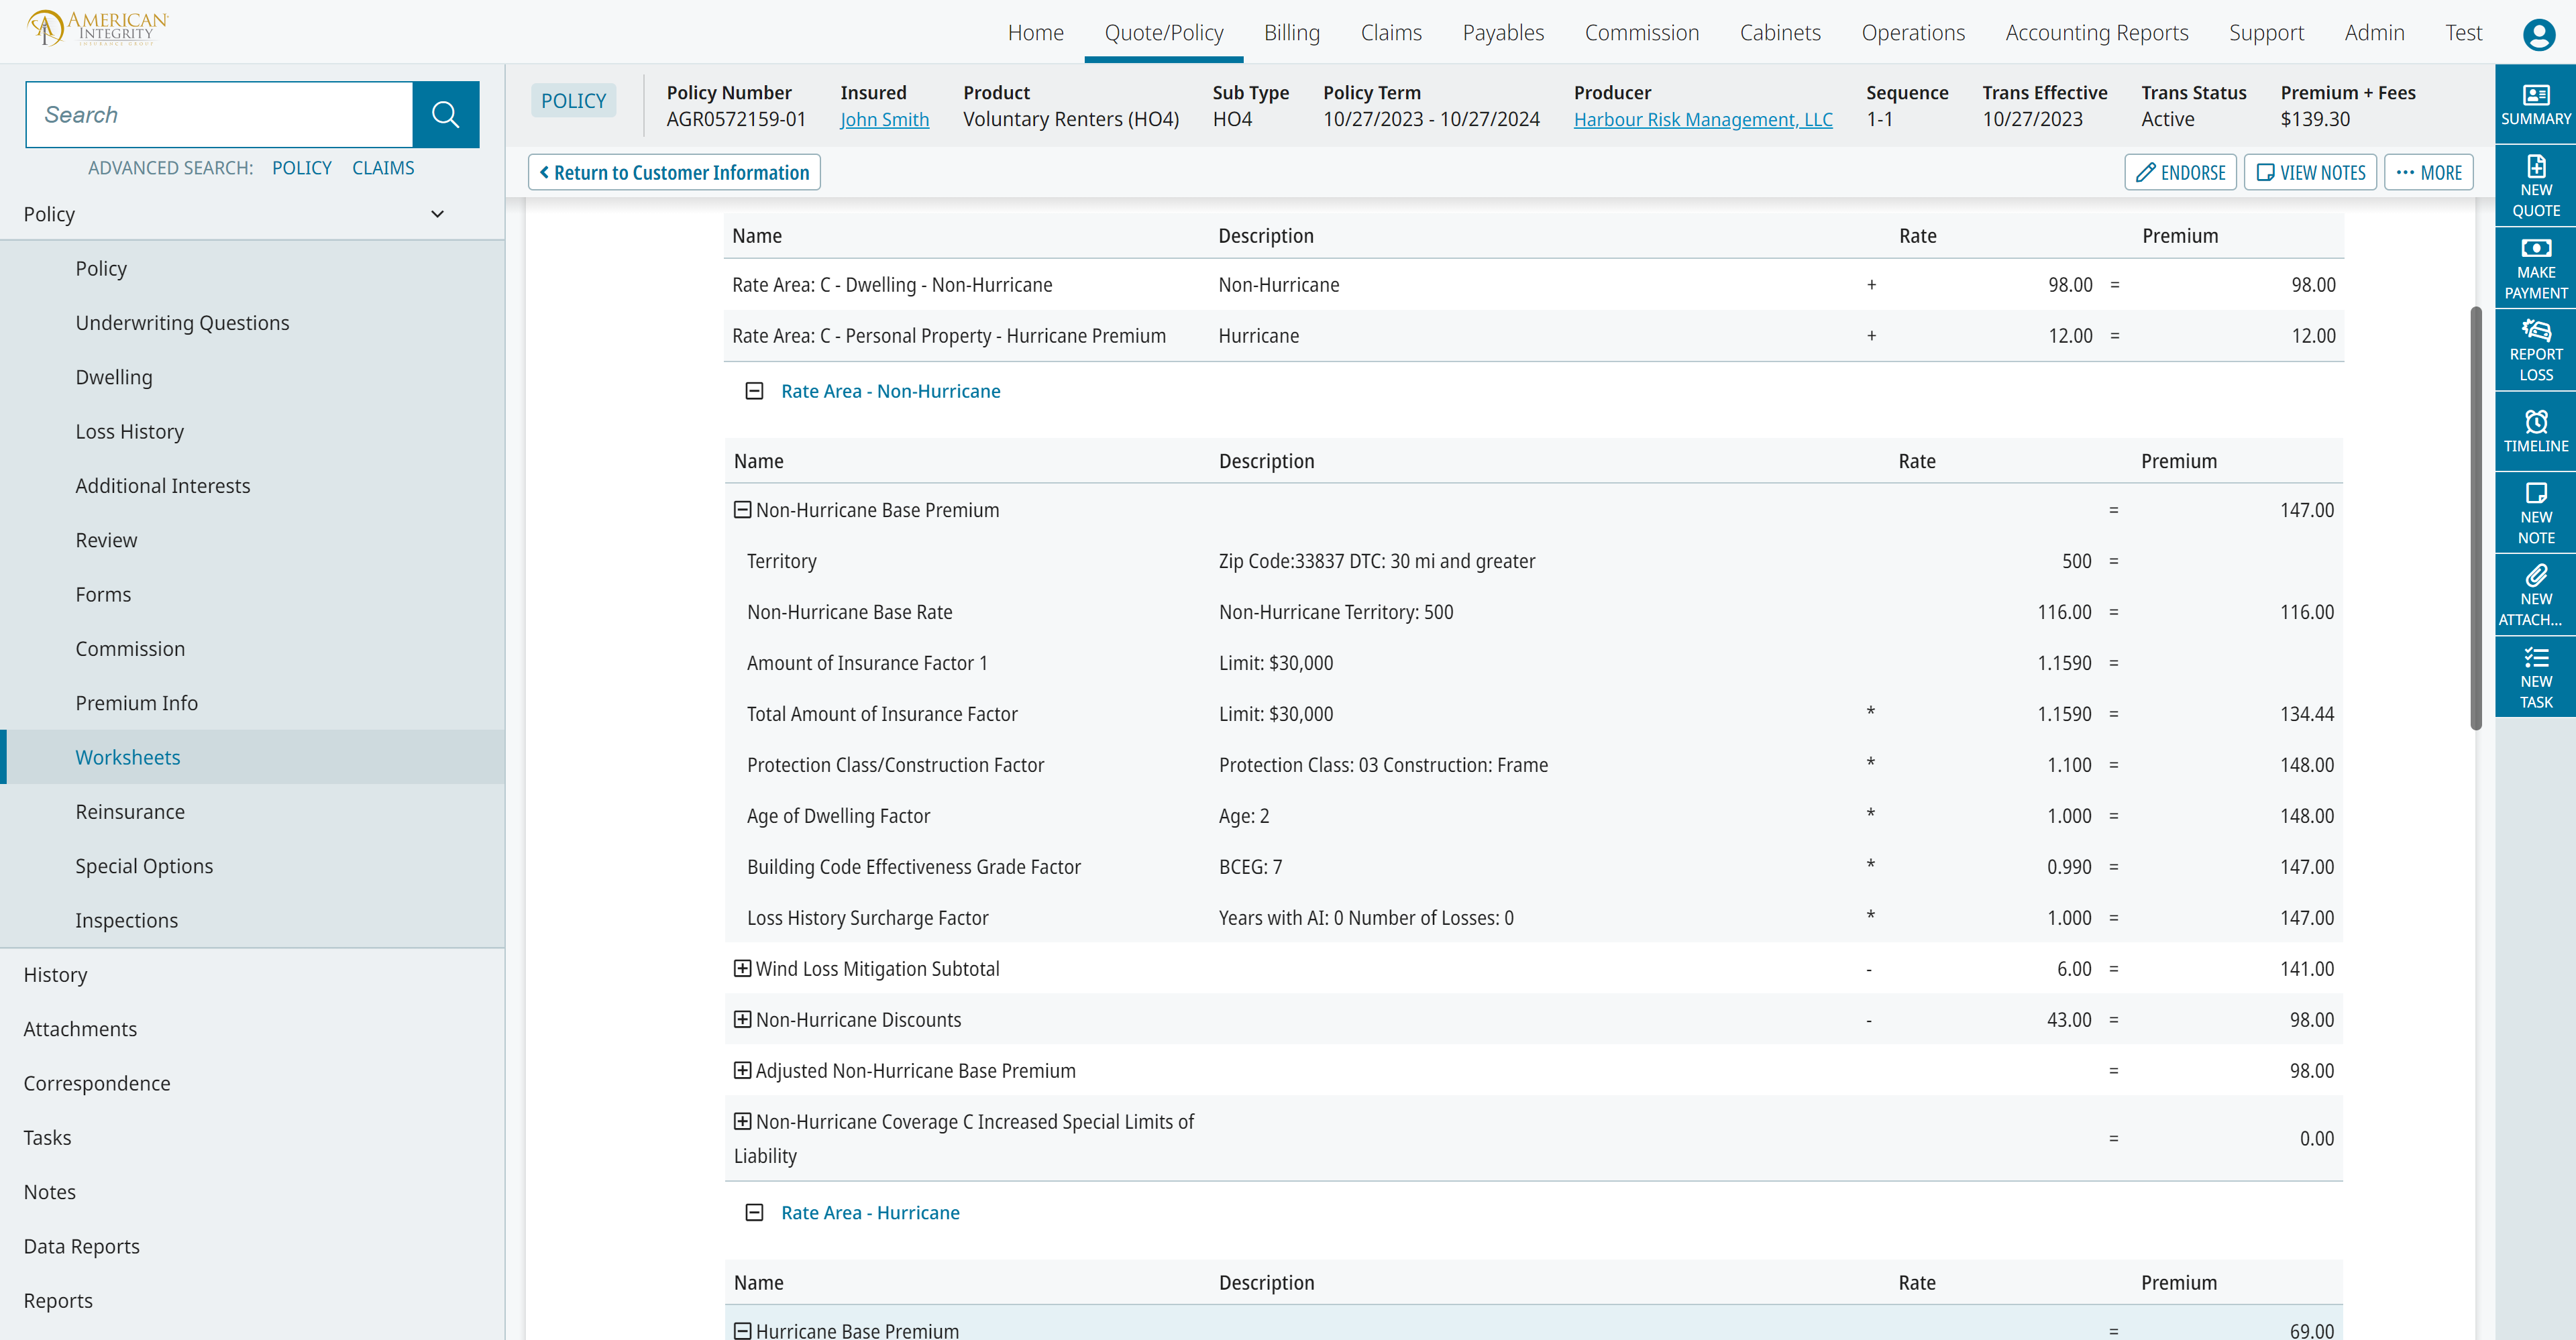 AMERICAN
INTEGRITY
INSURANCE GROUP
Home Quote/Policy Billing Claims Payables Commission Cabinets Operations Accounting Reports Support Admin Test
Search
ADVANCED SEARCH: POLICY CLAIMS
Policy
Policy
Underwriting Questions
Dwelling
Loss History
Additional Interests
Review
Forms
Commission
Premium Info
Worksheets
Reinsurance
Special Options
Inspections
History
Attachments
Correspondence
Tasks
Notes
Data Reports
Reports
POLICY
Policy Number Insured Product Sub Type Policy Term Producer Sequence Trans Effective Trans Status Premium + Fees
AGR0572159-01 John Smith Voluntary Renters (HO4) HO4 10/27/2023 - 10/27/2024 Harbour Risk Management, LLC 1-1 10/27/2023 Active $139.30
Return to Customer Information ENDORSE VIEW NOTES ••• MORE
Name Description Rate Premium
Rate Area: C - Dwelling - Non-Hurricane Non-Hurricane + 98.00 = 98.00
Rate Area: C - Personal Property - Hurricane Premium Hurricane + 12.00 = 12.00
Rate Area - Non-Hurricane
Name Description Rate Premium
Non-Hurricane Base Premium = 147.00
Territory Zip Code:33837 DTC: 30 mi and greater 500 =
Non-Hurricane Base Rate Non-Hurricane Territory: 500 116.00 = 116.00
Amount of Insurance Factor 1 Limit: $30,000 1.1590 =
Total Amount of Insurance Factor Limit: $30,000 * 1.1590 = 134.44
Protection Class/Construction Factor Protection Class: 03 Construction: Frame * 1.100 = 148.00
Age of Dwelling Factor Age: 2 * 1.000 = 148.00
Building Code Effectiveness Grade Factor BCEG: 7 * 0.990 = 147.00
Loss History Surcharge Factor Years with AI: 0 Number of Losses: 0 * 1.000 = 147.00
Wind Loss Mitigation Subtotal - 6.00 = 141.00
Non-Hurricane Discounts - 43.00 = 98.00
Adjusted Non-Hurricane Base Premium = 98.00
Non-Hurricane Coverage C Increased Special Limits of
Liability = 0.00
Rate Area - Hurricane
Name Description Rate Premium
Hurricane Base Premium = 69.00
SUMMARY
NEW
QUOTE
MAKE
PAYMENT
REPORT
LOSS
TIMELINE
NEW
NOTE
NEW
ATTACH...
NEW
TASK